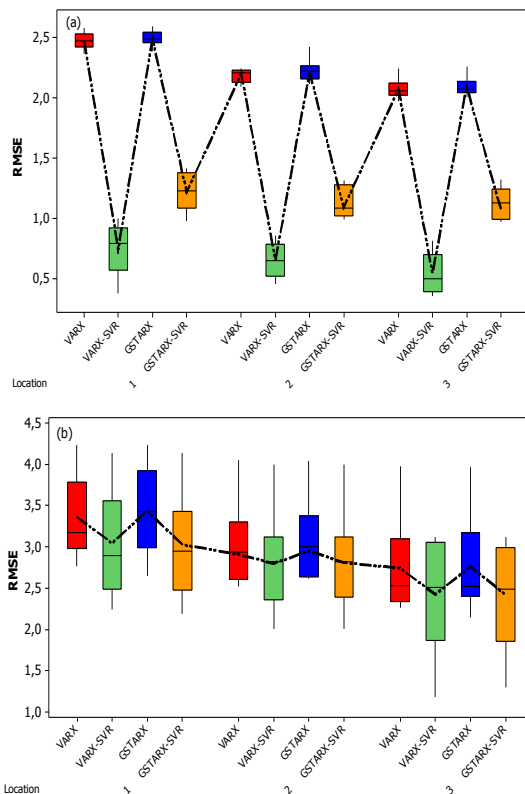 (a)
2,5
2,0
1,5
1,0
0,5
RMSE
VARX
VARX-SVR
GSTARX
GSTARX-SVR
VARX
VARX-SVR
GSTARX
GSTARX-SVR
VARX
VARX-SVR
GSTARX
GSTARX-SVR
Location
1
2
3
(b)
4,5
4,0
3,5
3,0
2,5
2,0
1,5
1,0
RMSE
VARX
VARX-SVR
GSTARX
GSTARX-SVR
VARX
VARX-SVR
GSTARX
GSTARX-SVR
VARX
VARX-SVR
GSTARX
GSTARX-SVR
Location
1
2
3